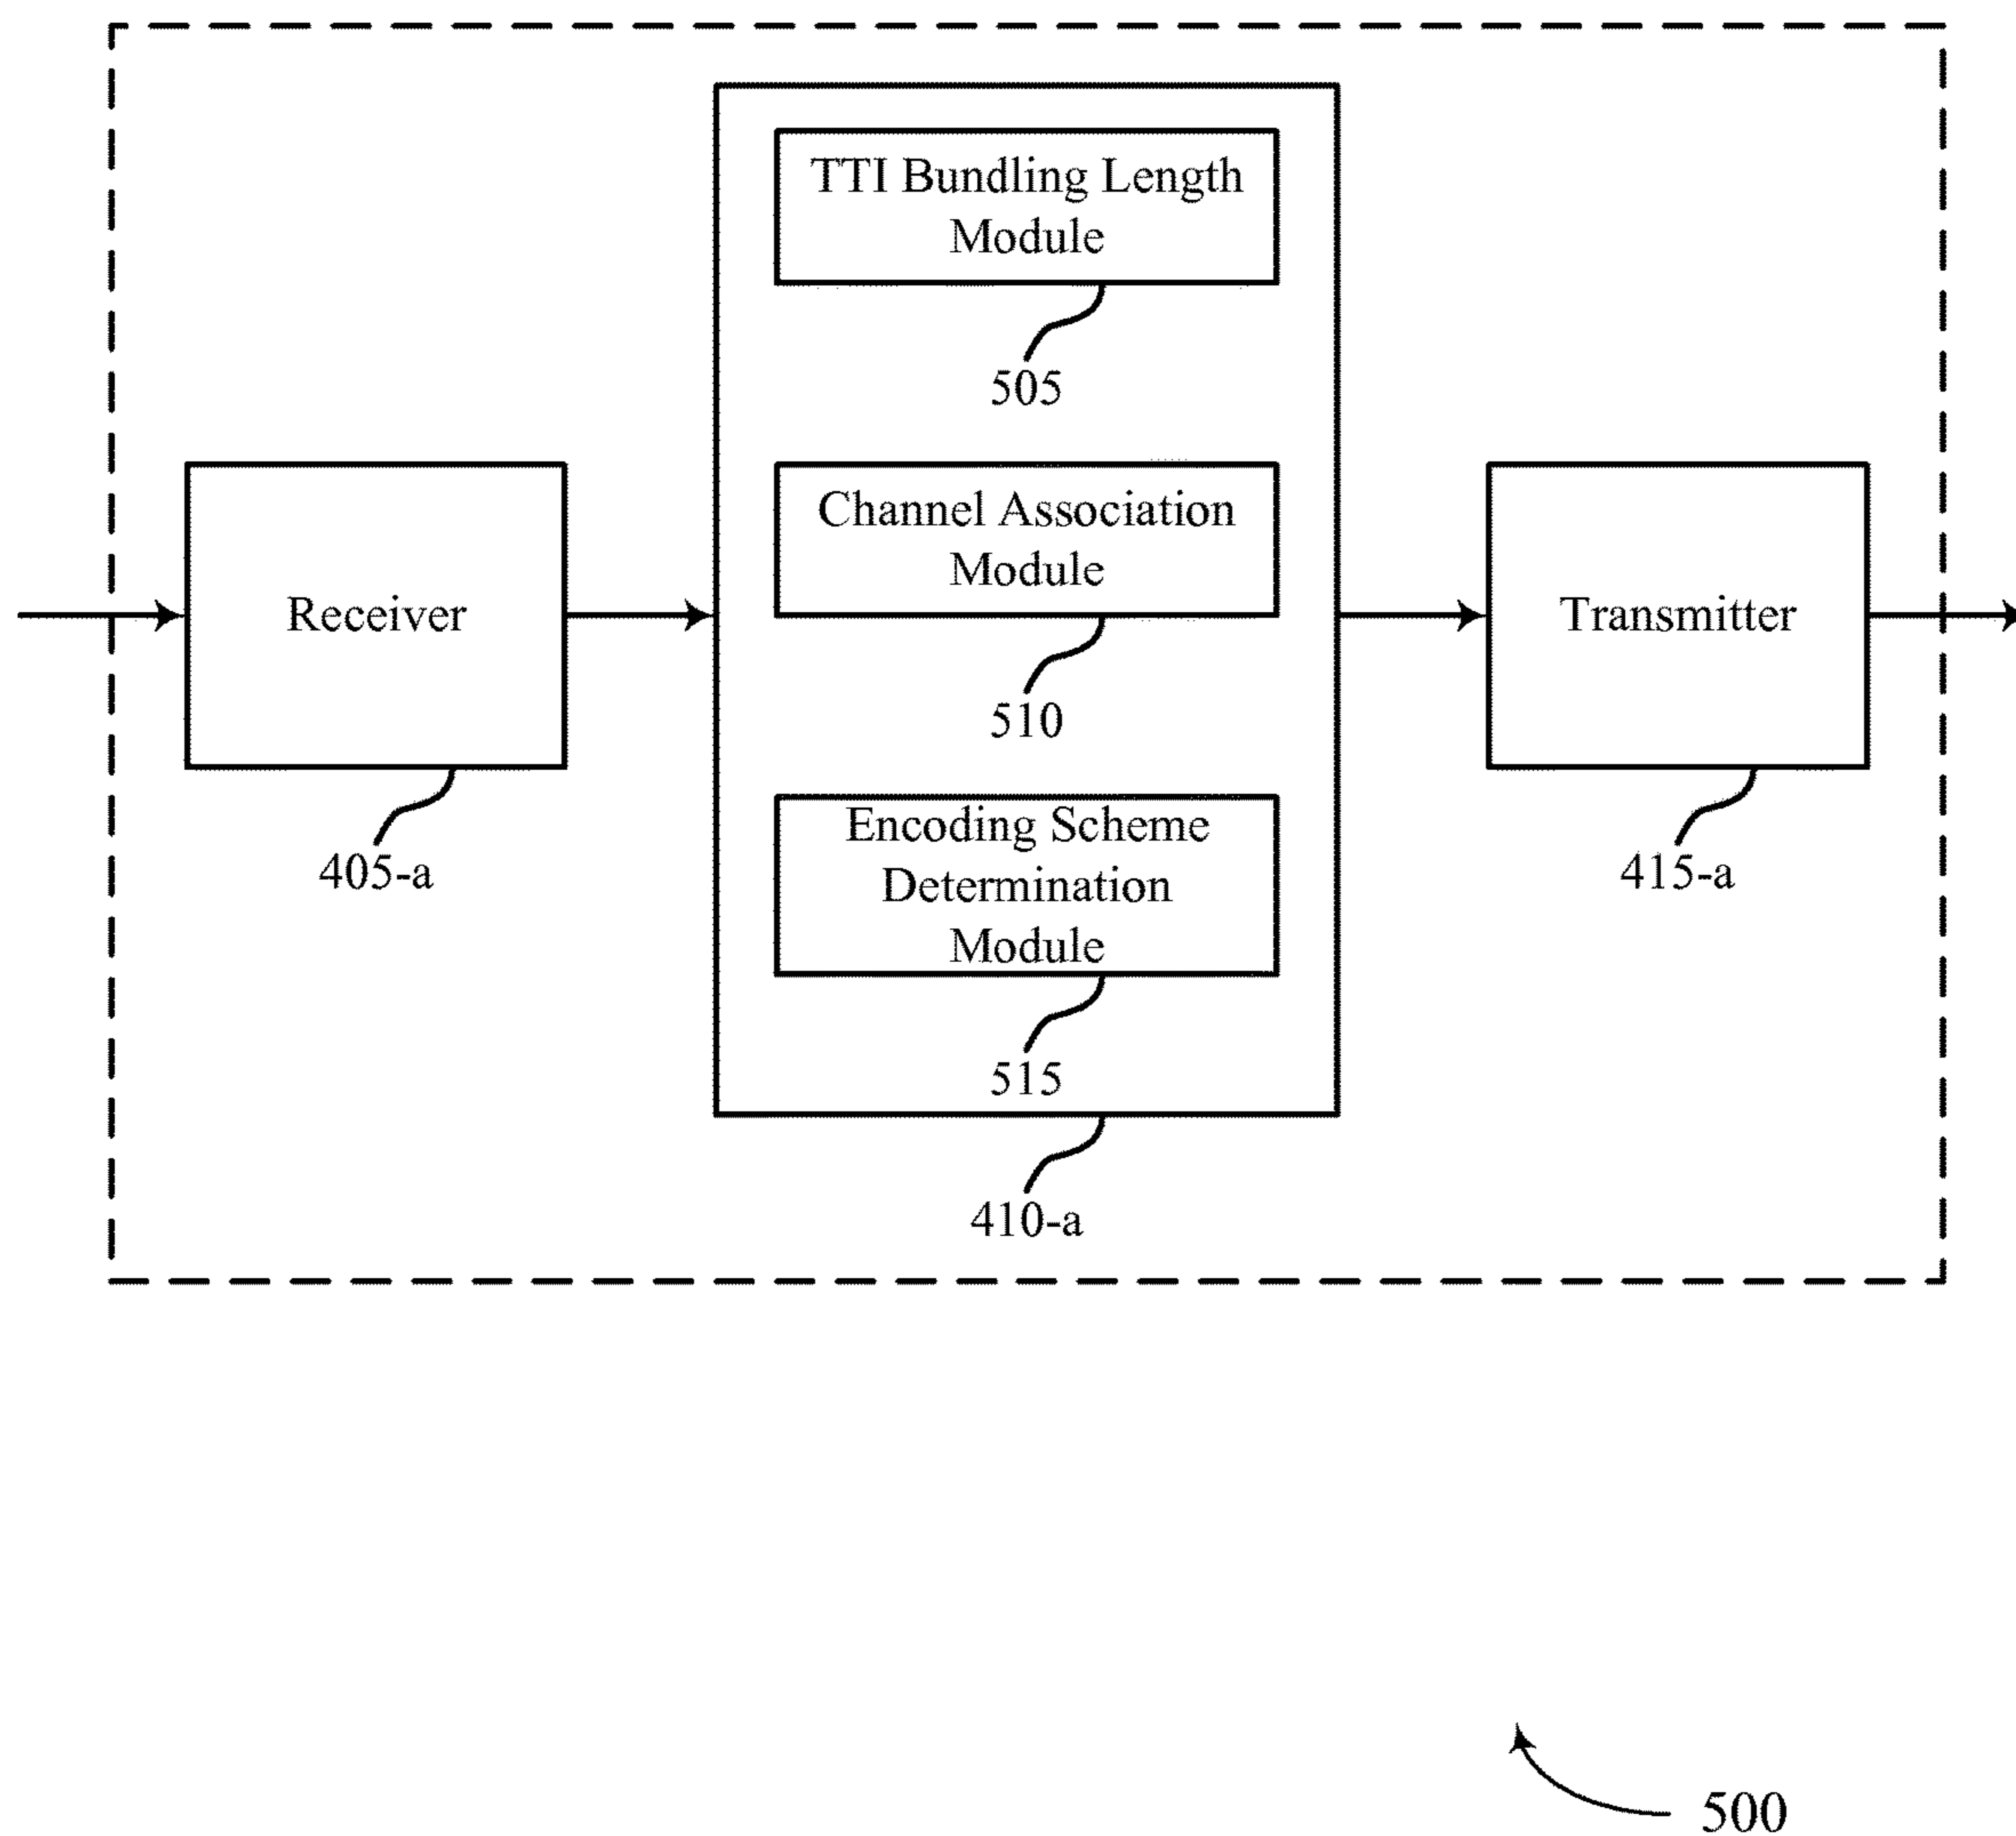 TTI Bundling Length
Module
505
Channel Association
Module
510
Receiver
405-a
Transmitter
415-a
Encoding Scheme
Determination
Module
515
410-a
500